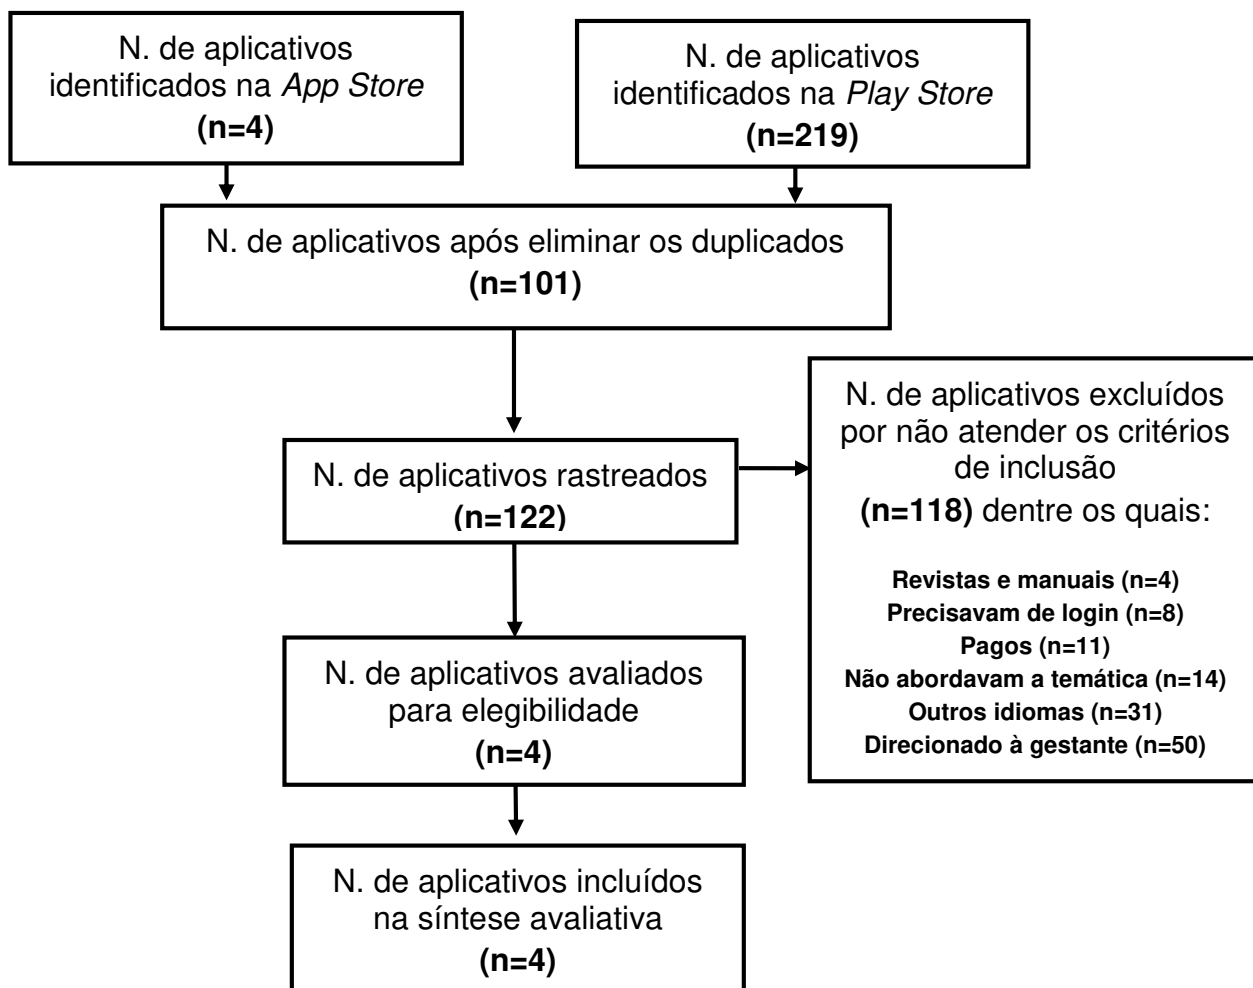 N. de aplicativos
identificados na App Store
(n=4)
N. de aplicativos
identificados na Play Store
(n=219)
N. de aplicativos após eliminar os duplicados
(n=101)
N. de aplicativos rastreados
(n=122)
N. de aplicativos excluídos
por não atender os critérios
de inclusão
(n=118) dentre os quais:
Revistas e manuais (n=4)
Precisavam de login (n=8)
Pagos (n=11)
Não abordavam a temática (n=14)
Outros idiomas (n=31)
Direcionado à gestante (n=50)
N. de aplicativos avaliados
para elegibilidade
(n=4)
N. de aplicativos incluídos
na síntese avaliativa
(n=4)